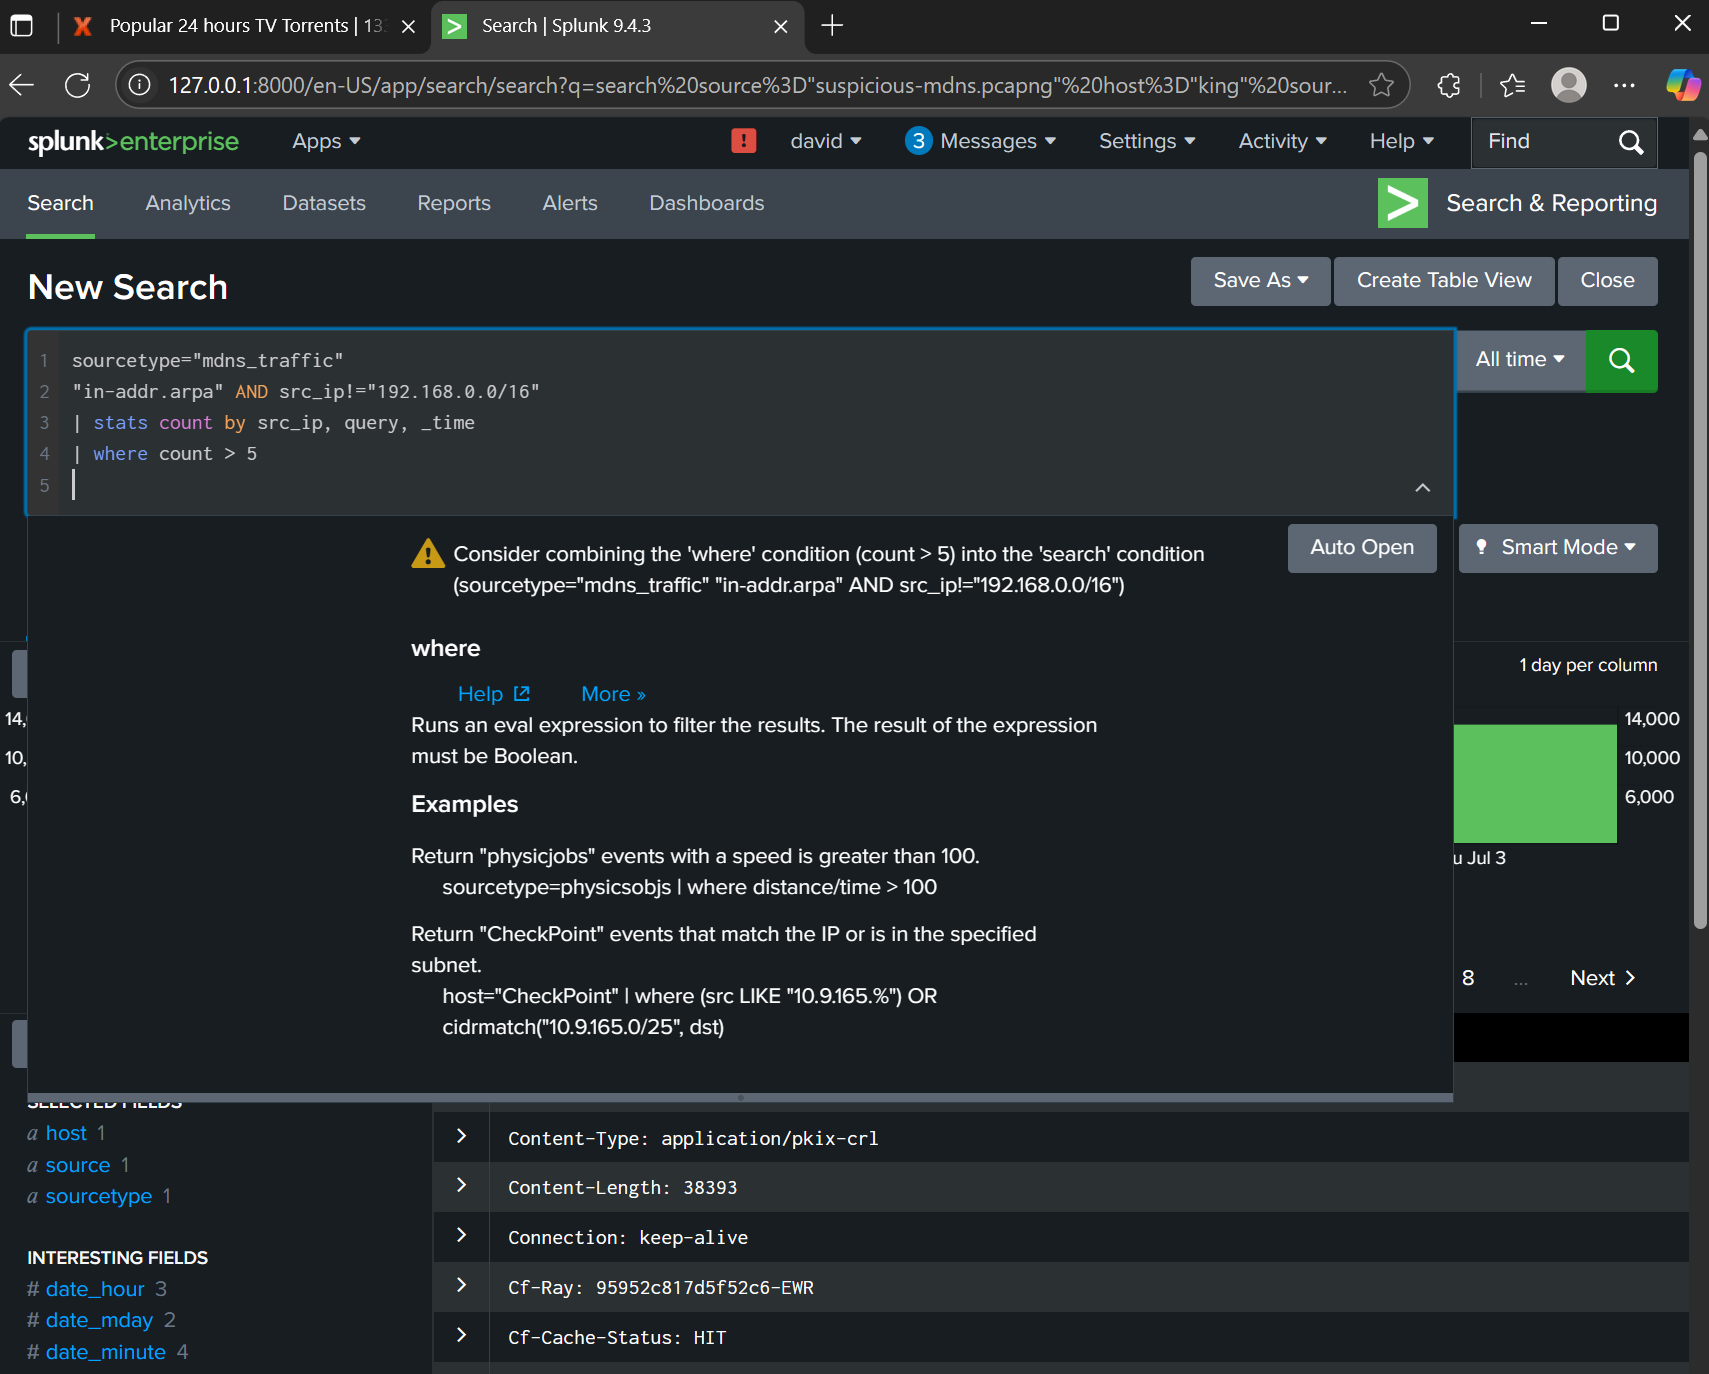 Popular 24 hours TV Torrents | 13
Search | Splunk 9.4.3
127.0.0.1:8000/en-US/app/search/search?q=search%20source%3D"suspicious-mdns.pcapng"%20host%3D"king"%20sour...
splunk>enterprise
Apps
!
david
3 Messages
Settings
Activity
Help
Find
Search
Analytics
Datasets
Reports
Alerts
Dashboards
Search & Reporting
New Search
Save As
Create Table View
Close
1 sourcetype="mdns_traffic"
2 "in-addr.arpa" AND src_ip!="192.168.0.0/16"
3 | stats count by src_ip, query, _time
4 | where count > 5
5
All time
Consider combining the 'where' condition (count > 5) into the 'search' condition
(sourcetype="mdns_traffic" "in-addr.arpa" AND src_ip!="192.168.0.0/16")
Auto Open
Smart Mode
where
Help
More »
Runs an eval expression to filter the results. The result of the expression
must be Boolean.
Examples
Return "physicjobs" events with a speed is greater than 100.
sourcetype=physicsobjs | where distance/time > 100
Return "CheckPoint" events that match the IP or is in the specified
subnet.
host="CheckPoint" | where (src LIKE "10.9.165.%") OR
cidrmatch("10.9.165.0/25", dst)
1 day per column
14,
10,
6,
14,000
10,000
6,000
u Jul 3
8
...
Next
SELECTED FIELDS
a host 1
a source 1
a sourcetype 1
INTERESTING FIELDS
# date_hour 3
# date_mday 2
# date_minute 4
Content-Type: application/pkix-crl
Content-Length: 38393
Connection: keep-alive
Cf-Ray: 95952c817d5f52c6-EWR
Cf-Cache-Status: HIT